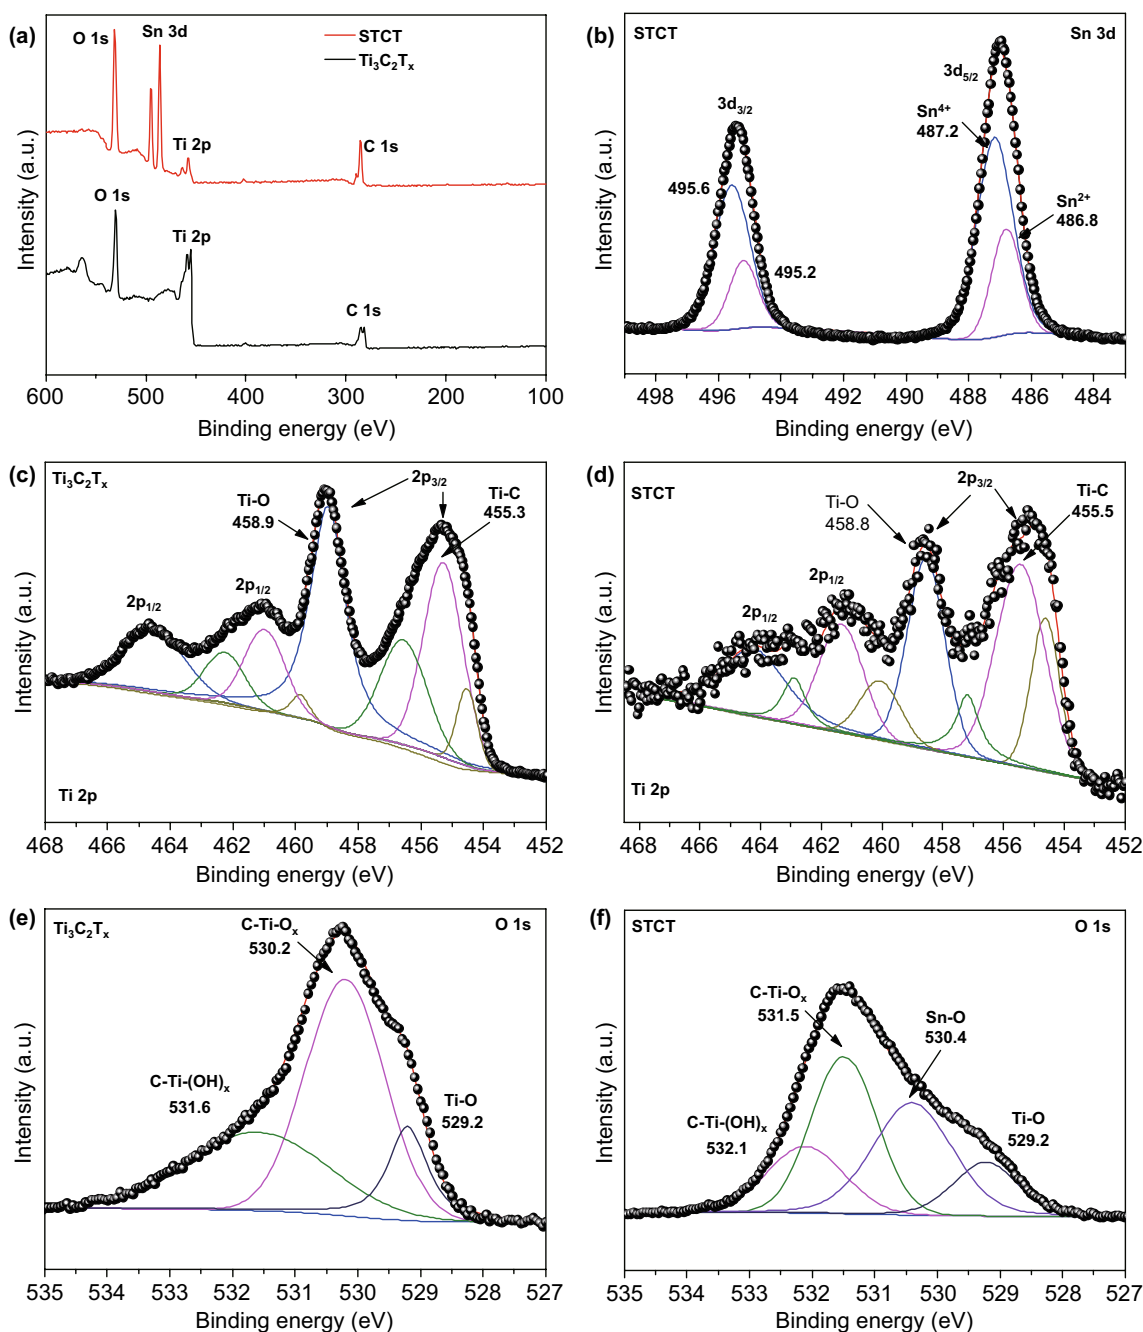 (a)
STCT
Ti₃C₂Tₓ
O 1s
Sn 3d
Ti 2p
C 1s
O 1s
Ti 2p
C 1s
Intensity (a.u.)
600 500 400 300 200 100
Binding energy (eV)
(b)
STCT
Sn 3d
3d₅/₂
3d₃/₂
Sn⁴⁺
487.2
495.6
Sn²⁺
486.8
495.2
Intensity (a.u.)
498 496 494 492 490 488 486 484
Binding energy (eV)
(c)
Ti₃C₂Tₓ
2p₃/₂
Ti-O
458.9
Ti-C
455.3
2p₁/₂
2p₁/₂
Ti 2p
Intensity (a.u.)
468 466 464 462 460 458 456 454 452
Binding energy (eV)
(d)
STCT
2p₃/₂
Ti-O
458.8
Ti-C
455.5
2p₁/₂
2p₁/₂
Ti 2p
Intensity (a.u.)
468 466 464 462 460 458 456 454 452
Binding energy (eV)
(e)
Ti₃C₂Tₓ
O 1s
C-Ti-Oₓ
530.2
C-Ti-(OH)ₓ
531.6
Ti-O
529.2
Intensity (a.u.)
535 534 533 532 531 530 529 528 527
Binding energy (eV)
(f)
STCT
O 1s
C-Ti-Oₓ
531.5
Sn-O
530.4
C-Ti-(OH)ₓ
532.1
Ti-O
529.2
Intensity (a.u.)
535 534 533 532 531 530 529 528 527
Binding energy (eV)